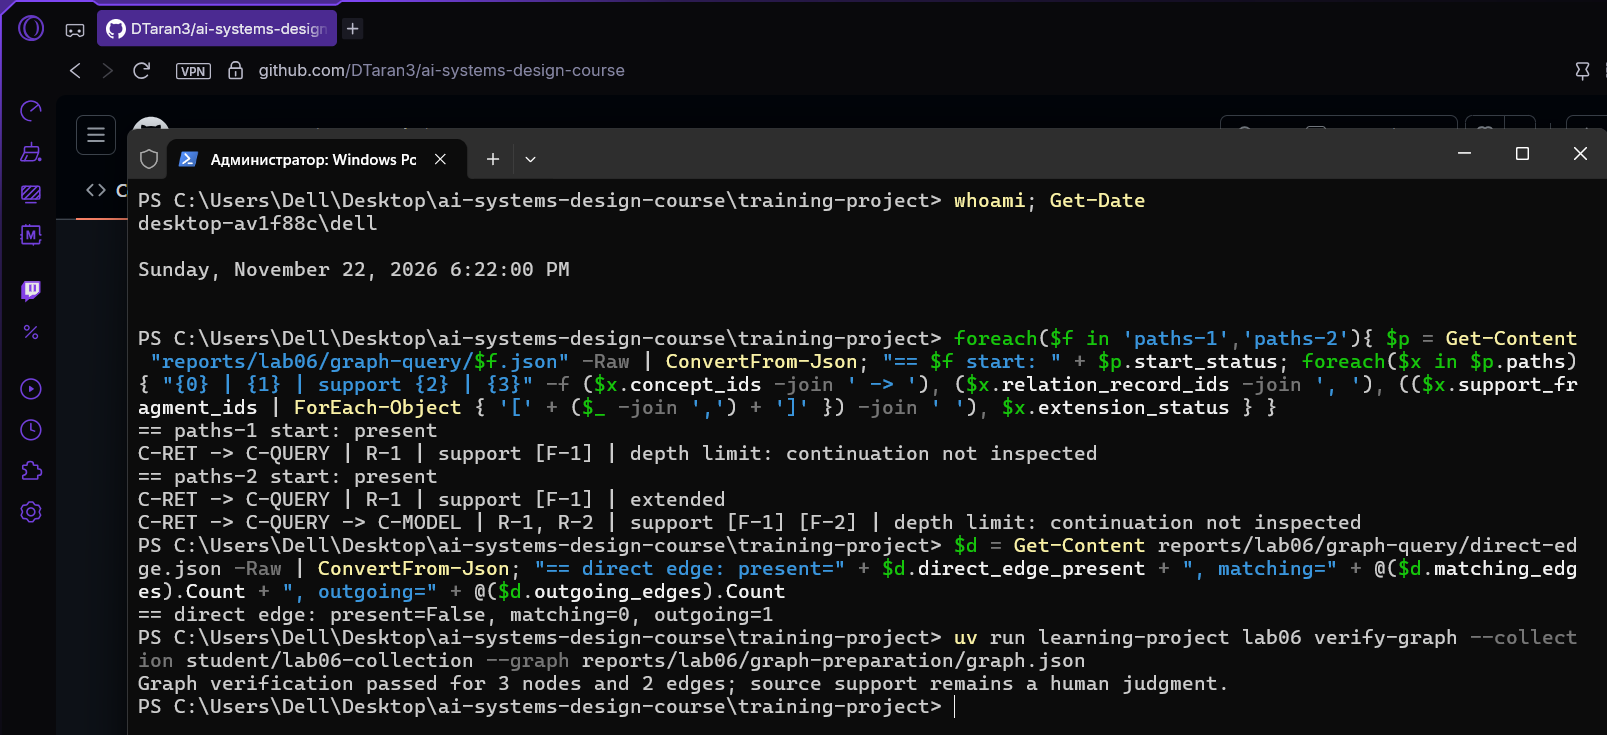 DTaran3/ai-systems-design
VPN
github.com/DTaran3/ai-systems-design-course
Администратор: Windows Pc
PS C:\Users\Dell\Desktop\ai-systems-design-course\training-project> whoami; Get-Date
desktop-av1f88c\dell
Sunday, November 22, 2026 6:22:00 PM
PS C:\Users\Dell\Desktop\ai-systems-design-course\training-project> foreach($f in 'paths-1','paths-2'){ $p = Get-Content
"reports/lab06/graph-query/$f.json" -Raw | ConvertFrom-Json; "== $f start: " + $p.start_status; foreach($x in $p.paths)
{ "{0} | {1} | support {2} | {3}" -f ($x.concept_ids -join ' -> '), ($x.relation_record_ids -join ', '), (($x.support_fr
agment_ids | ForEach-Object { '[' + ($_ -join ',') + ']' }) -join ' '), $x.extension_status } }
== paths-1 start: present
C-RET -> C-QUERY | R-1 | support [F-1] | depth limit: continuation not inspected
== paths-2 start: present
C-RET -> C-QUERY | R-1 | support [F-1] | extended
C-RET -> C-QUERY -> C-MODEL | R-1, R-2 | support [F-1] [F-2] | depth limit: continuation not inspected
PS C:\Users\Dell\Desktop\ai-systems-design-course\training-project> $d = Get-Content reports/lab06/graph-query/direct-ed
ge.json -Raw | ConvertFrom-Json; "== direct edge: present=" + $d.direct_edge_present + ", matching=" + @($d.matching_edg
es).Count + ", outgoing=" + @($d.outgoing_edges).Count
== direct edge: present=False, matching=0, outgoing=1
PS C:\Users\Dell\Desktop\ai-systems-design-course\training-project> uv run learning-project lab06 verify-graph --collect
ion student/lab06-collection --graph reports/lab06/graph-preparation/graph.json
Graph verification passed for 3 nodes and 2 edges; source support remains a human judgment.
PS C:\Users\Dell\Desktop\ai-systems-design-course\training-project>